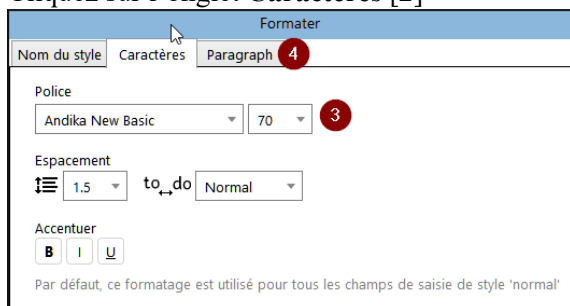 Cliquez sur l'onglet Caractères [2]
Formater
Nom du style Caractères Paragraph 4
Police
Andika New Basic 70 3
Espacement
1.5 to do Normal
Accentuer
B I U
Par défaut, ce formatage est utilisé pour tous les champs de saisie de style 'normal'